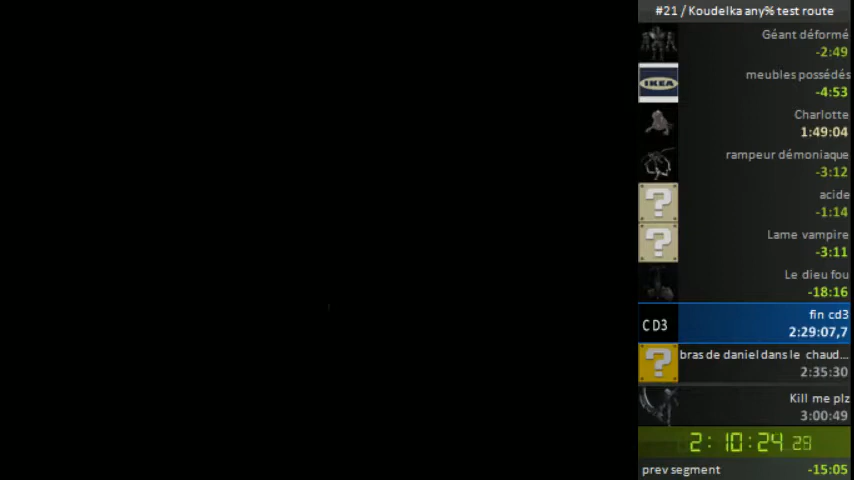 #21 / Koudelka any% test route
Géant déformé
-2:49
IKEA
meubles possédés
-4:53
Charlotte
1:49:04
rampeur démoniaque
-3:12
?
acide
-1:14
?
Lame vampire
-3:11
Le dieu fou
-18:16
CD3
fin cd3
2:29:07,7
?
bras de daniel dans le chaud...
2:35:30
Kill me plz
3:00:49
2:10:24 28
prev segment -15:05